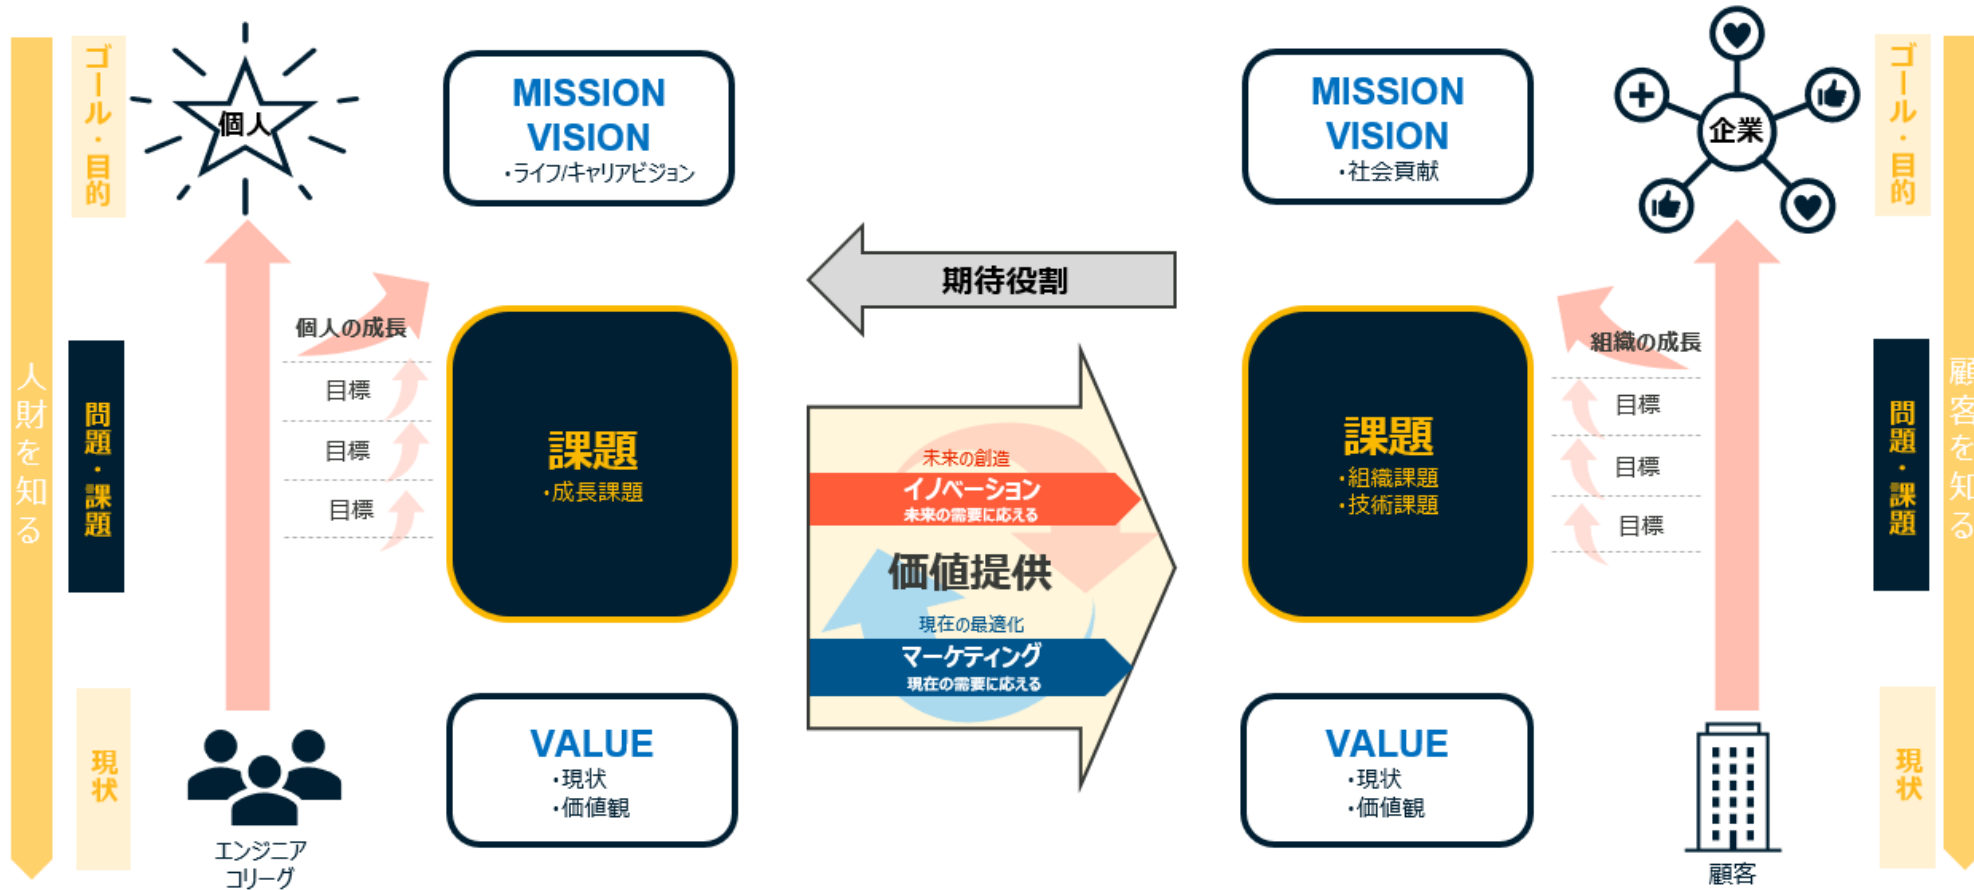 人財を知る
ゴール・目的
問題・課題
現状
個人
個人の成長
目標
目標
目標
エンジニア
コリーグ
MISSION
VISION
・ライフ/キャリアビジョン
課題
・成長課題
VALUE
・現状
・価値観
期待役割
未来の創造
イノベーション
未来の需要に応える
価値提供
現在の最適化
マーケティング
現在の需要に応える
MISSION
VISION
・社会貢献
課題
・組織課題
・技術課題
VALUE
・現状
・価値観
企業
組織の成長
目標
目標
目標
顧客
ゴール・目的
問題・課題
現状
顧客を知る